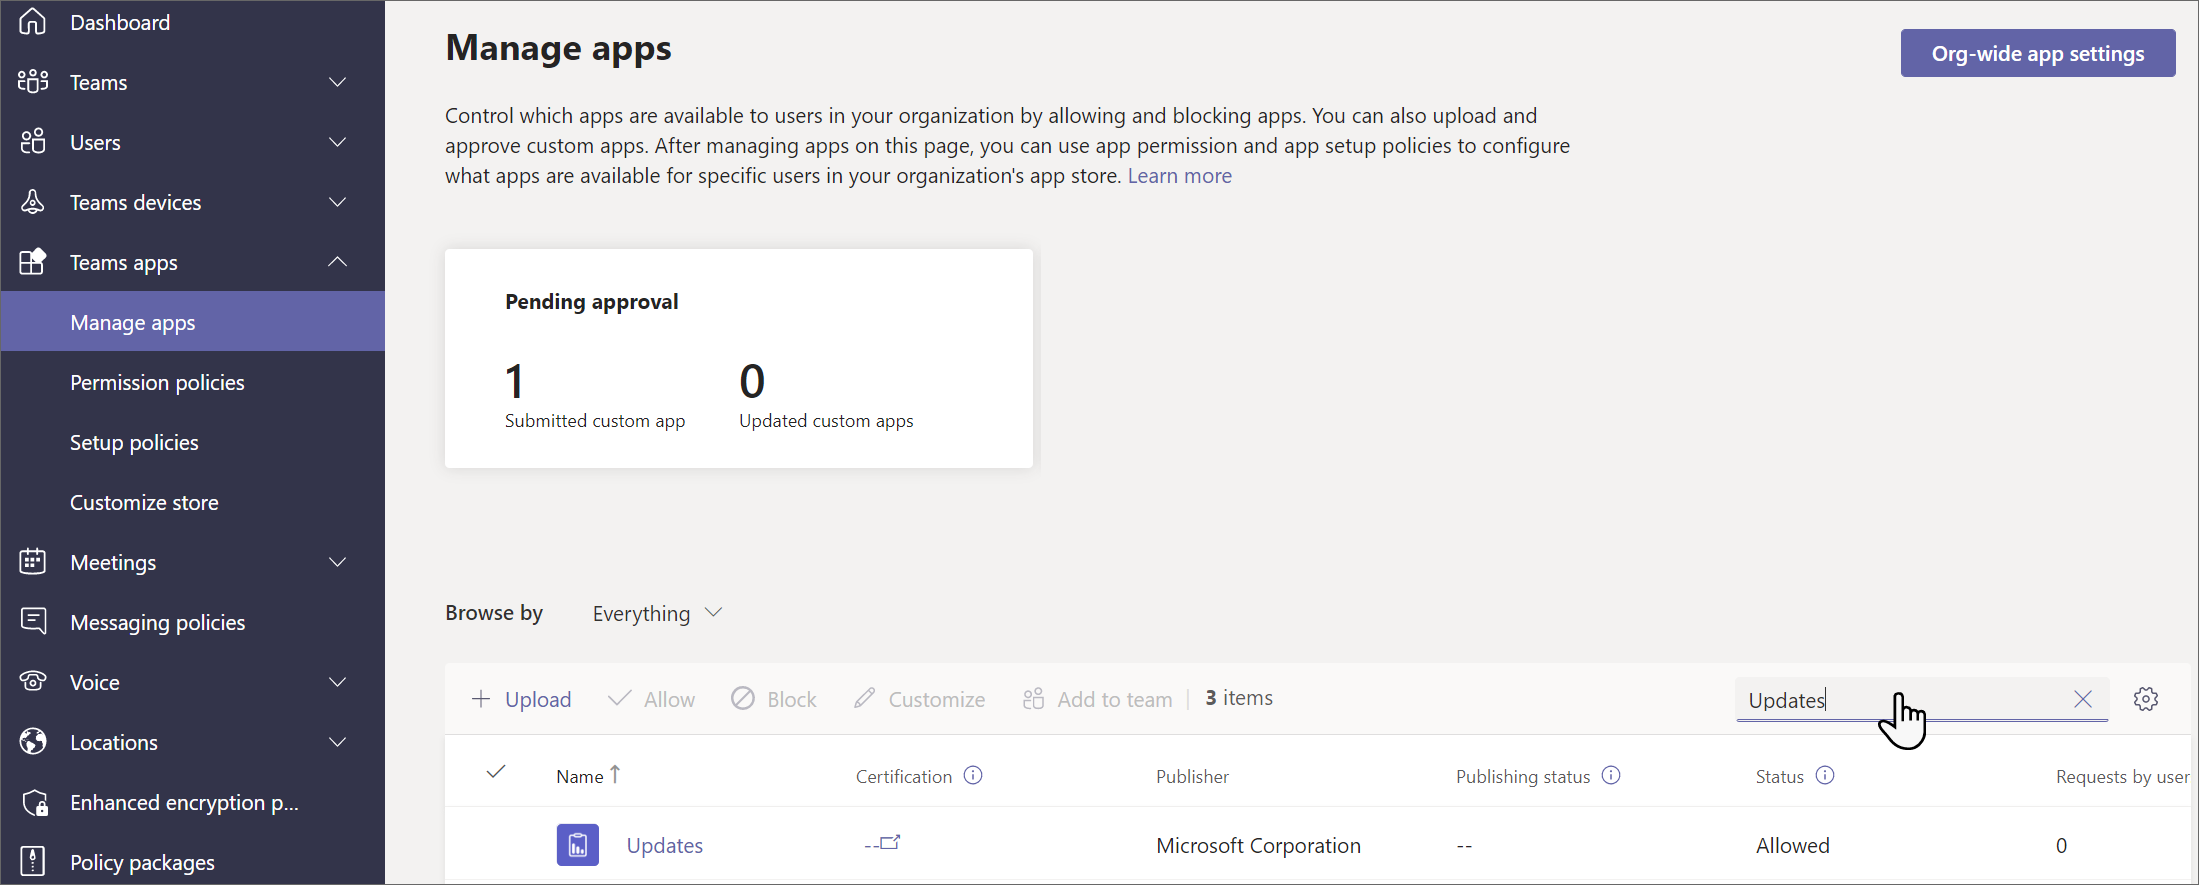 Dashboard
Teams
Users
Teams devices
Teams apps
Manage apps
Permission policies
Setup policies
Customize store
Meetings
Messaging policies
Voice
Locations
Enhanced encryption p...
Policy packages
Manage apps
Org-wide app settings
Control which apps are available to users in your organization by allowing and blocking apps. You can also upload and
approve custom apps. After managing apps on this page, you can use app permission and app setup policies to configure
what apps are available for specific users in your organization's app store. Learn more
Pending approval
1 0
Submitted custom app Updated custom apps
Browse by Everything
Upload Allow Block Customize Add to team 3 items Updates
Name Certification Publisher Publishing status Status Requests by user
Updates -- Microsoft Corporation -- Allowed 0